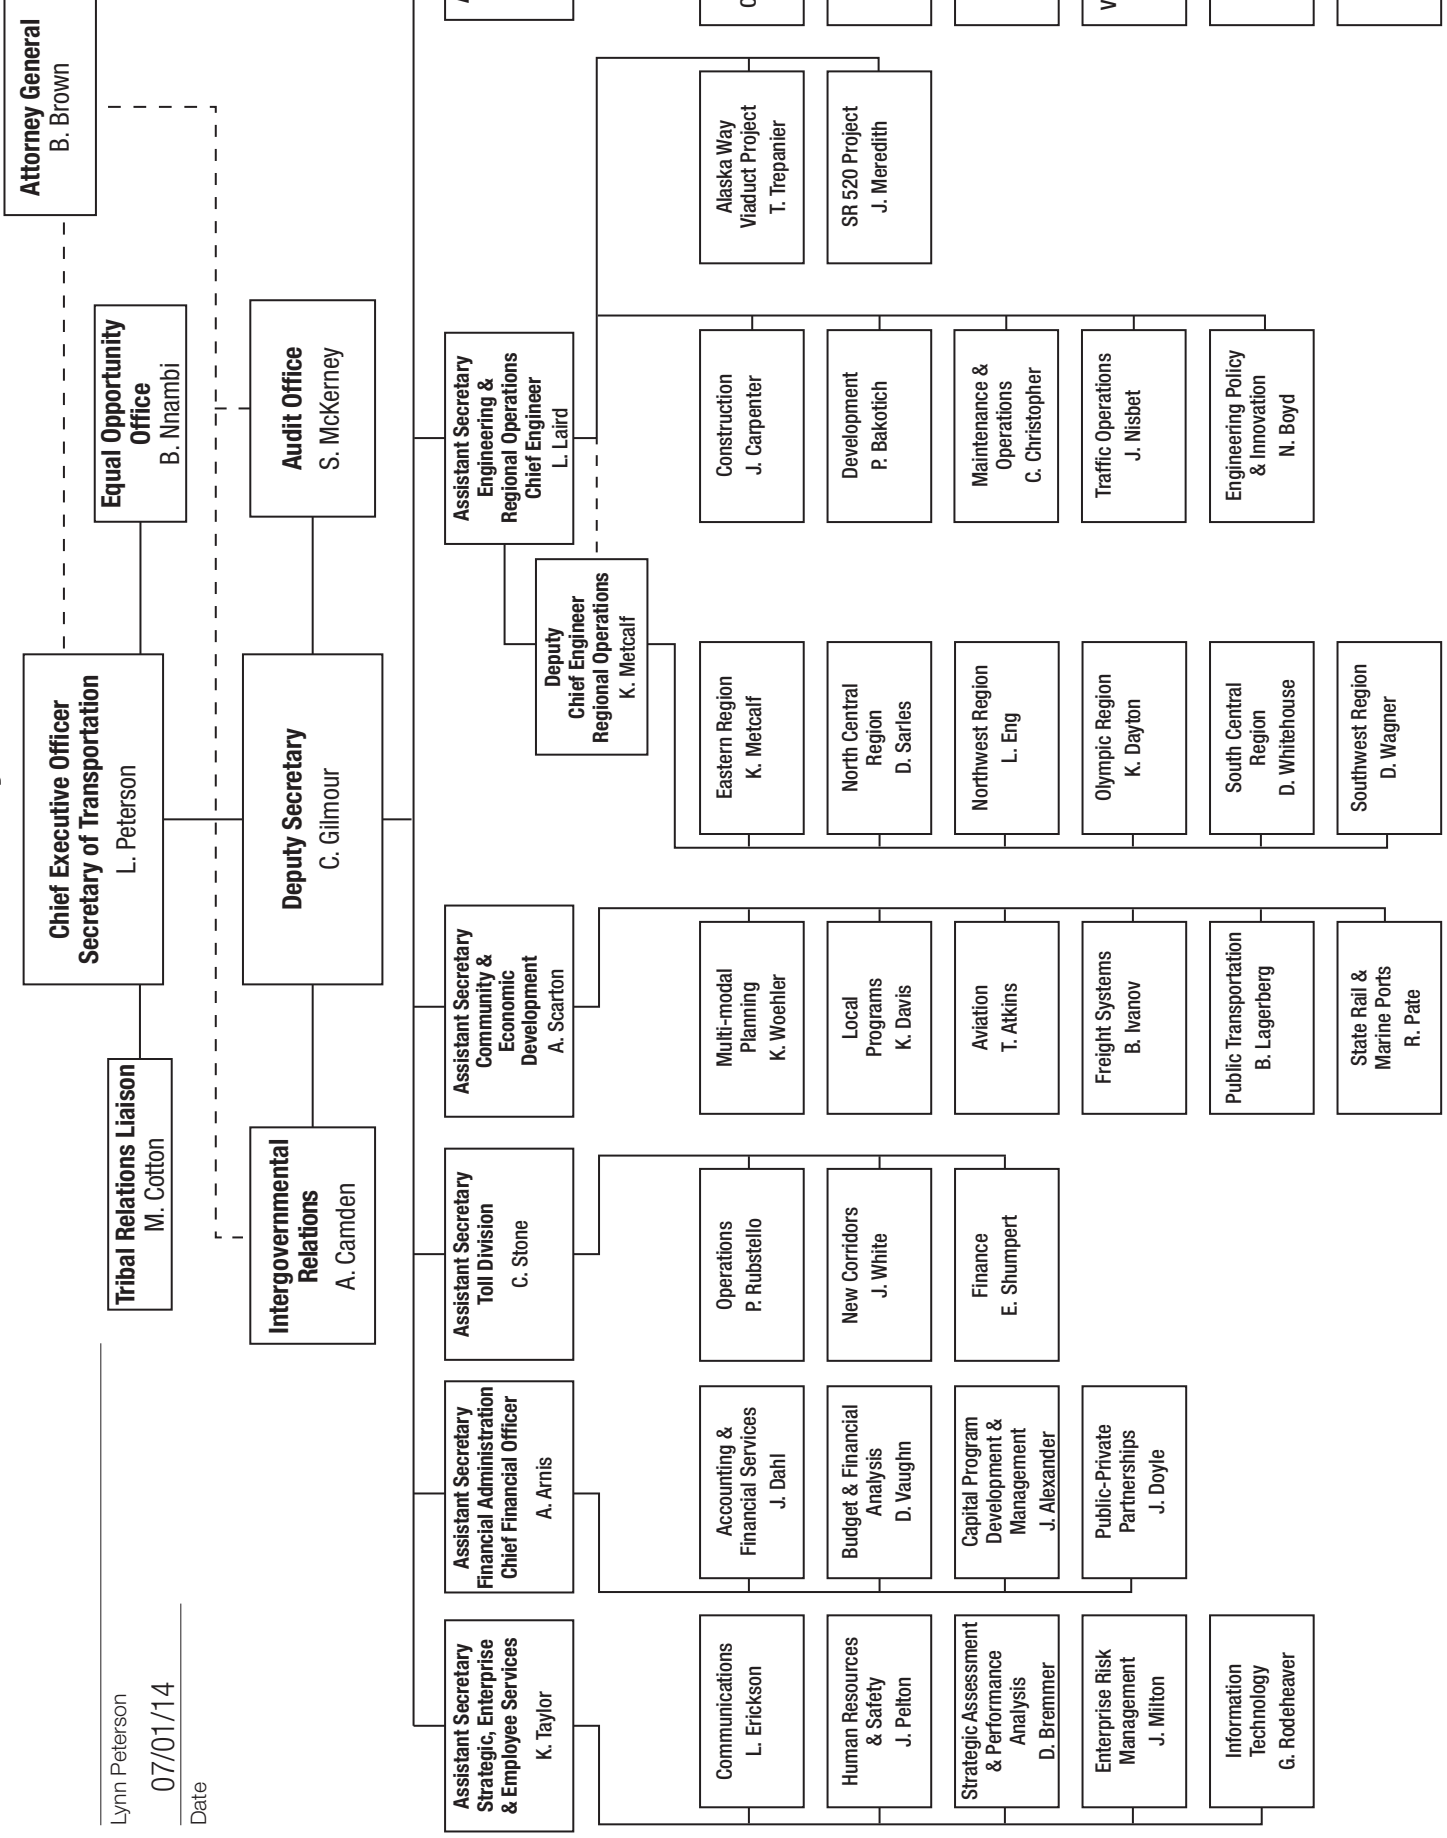 Lynn Peterson
07/01/14
Date
Attorney General
B. Brown
Chief Executive Officer
Secretary of Transportation
L. Peterson
Tribal Relations Liaison
M. Cotton
Equal Opportunity
Office
B. Nnambi
Intergovernmental
Relations
A. Camden
Deputy Secretary
C. Gilmour
Audit Office
S. McKerney
Assistant Secretary
Strategic, Enterprise
& Employee Services
K. Taylor
Assistant Secretary
Financial Administration
Chief Financial Officer
A. Arnis
Assistant Secretary
Toll Division
C. Stone
Assistant Secretary
Community &
Economic
Development
A. Scarton
Assistant Secretary
Engineering &
Regional Operations
Chief Engineer
L. Laird
Deputy
Chief Engineer
Regional Operations
K. Metcalf
Communications
L. Erickson
Human Resources
& Safety
J. Pelton
Strategic Assessment
& Performance
Analysis
D. Bremmer
Enterprise Risk
Management
J. Milton
Information
Technology
G. Rodeheaver
Accounting &
Financial Services
J. Dahl
Budget & Financial
Analysis
D. Vaughn
Capital Program
Development &
Management
J. Alexander
Public-Private
Partnerships
J. Doyle
Operations
P. Rubstello
New Corridors
J. White
Finance
E. Shumpert
Multi-modal
Planning
K. Woehler
Local
Programs
K. Davis
Aviation
T. Atkins
Freight Systems
B. Ivanov
Public Transportation
B. Lagerberg
State Rail &
Marine Ports
R. Pate
Eastern Region
K. Metcalf
North Central
Region
D. Sarles
Northwest Region
L. Eng
Olympic Region
K. Dayton
South Central
Region
D. Whitehouse
Southwest Region
D. Wagner
Construction
J. Carpenter
Development
P. Bakotich
Maintenance &
Operations
C. Christopher
Traffic Operations
J. Nisbet
Engineering Policy
& Innovation
N. Boyd
Alaska Way
Viaduct Project
T. Trepanier
SR 520 Project
J. Meredith